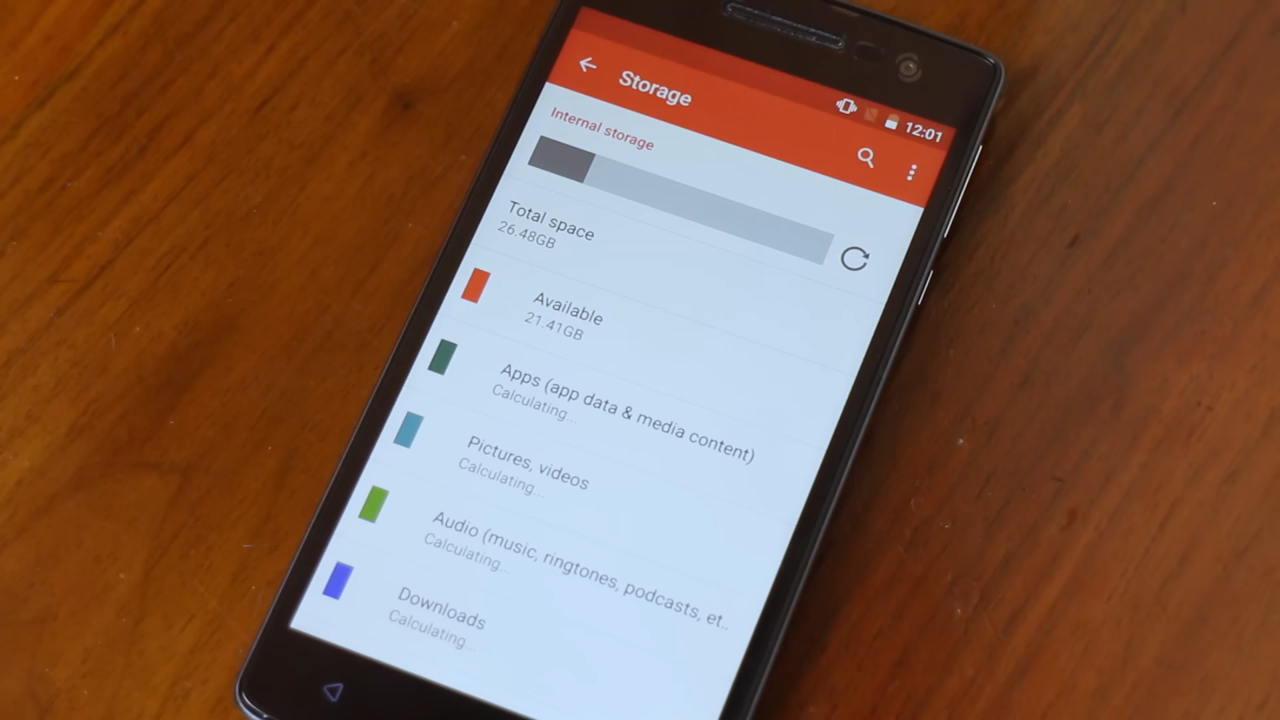 12:01
Storage
Internal storage
Total space
26.48GB
Available
21.41GB
Apps (app data & media content)
Calculating...
Pictures, videos
Calculating...
Audio (music, ringtones, podcasts, et..
Calculating...
Downloads
Calculating...